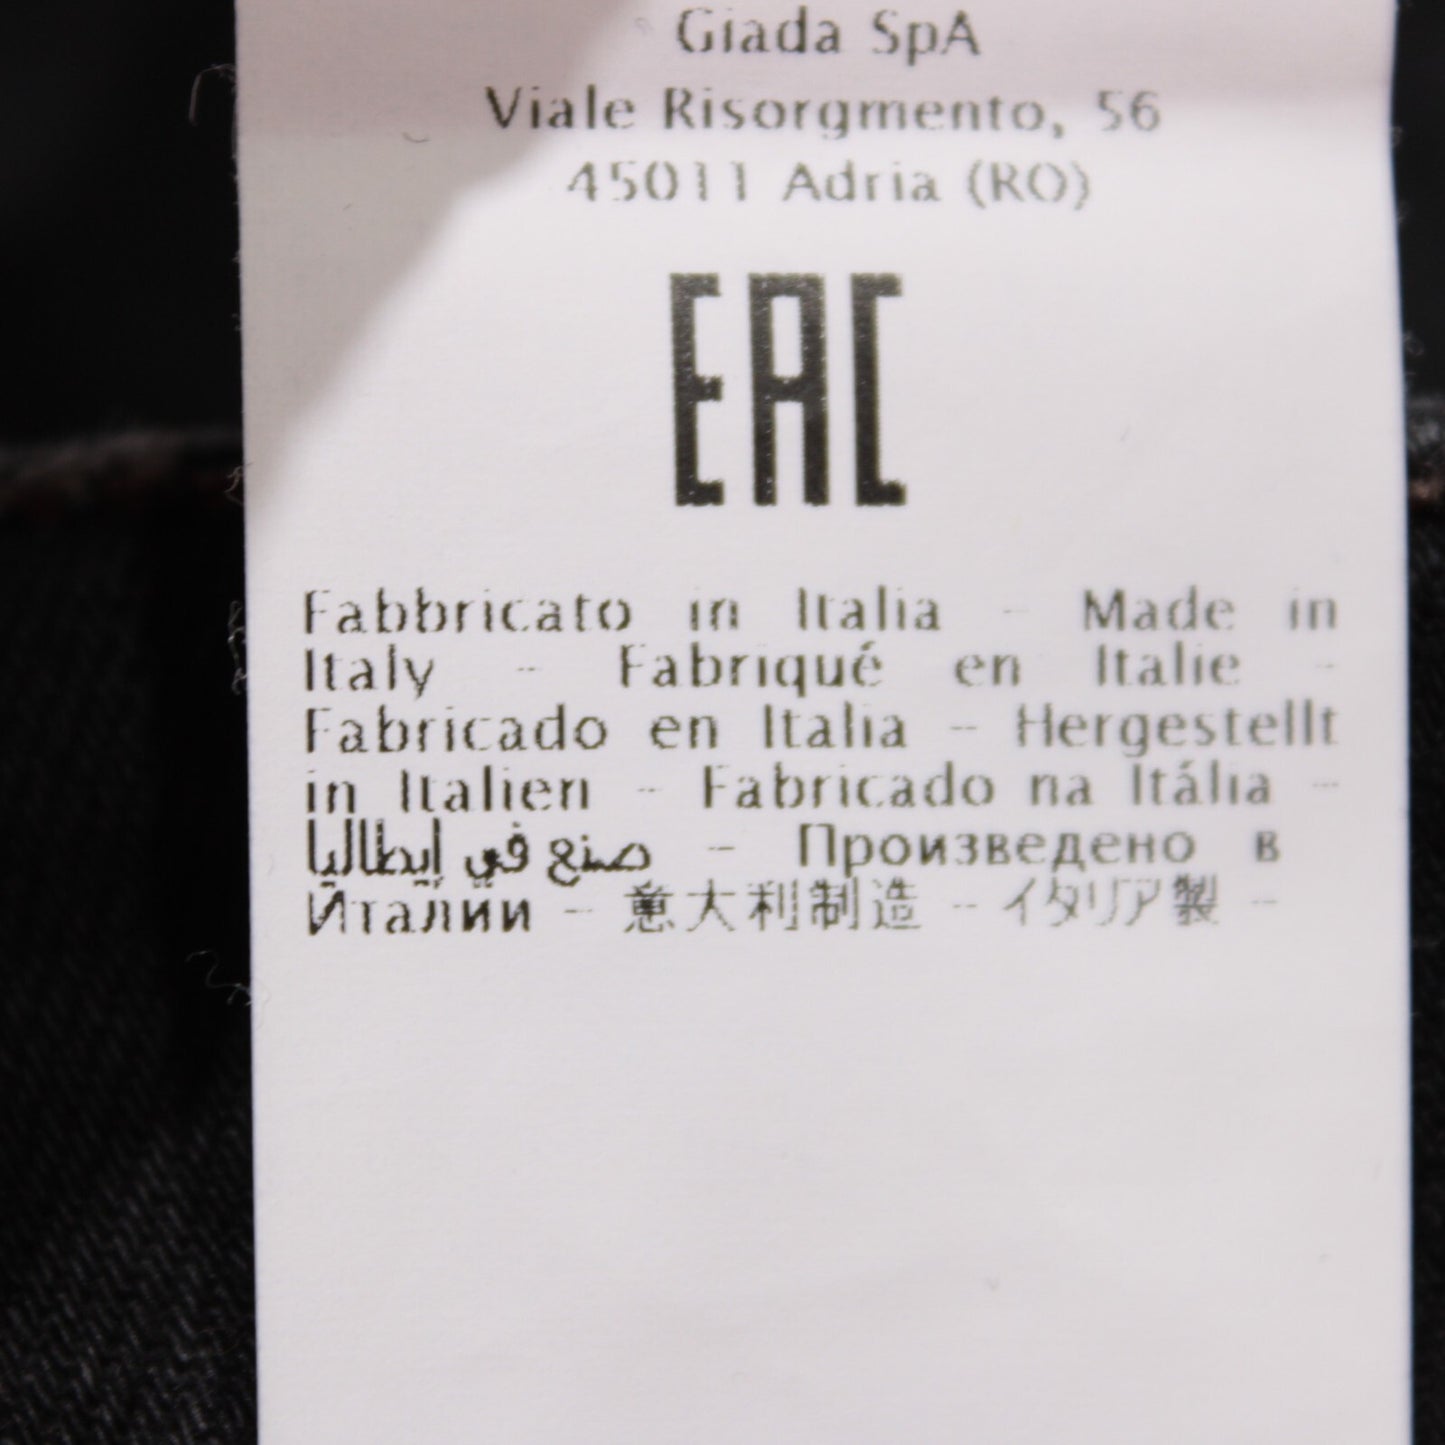 Giada SpA
Viale Risorgmento, 56
45011 Adria (RO)
EAC
Fabbricato in Italia - Made in
Italy - Fabriqué en Italie -
Fabricado en Italia - Hergestellt
in Italien - Fabricado na Itália -
صنع في إيطاليا - Произведено в
Италии - 意大利制造 - イタリア製 -